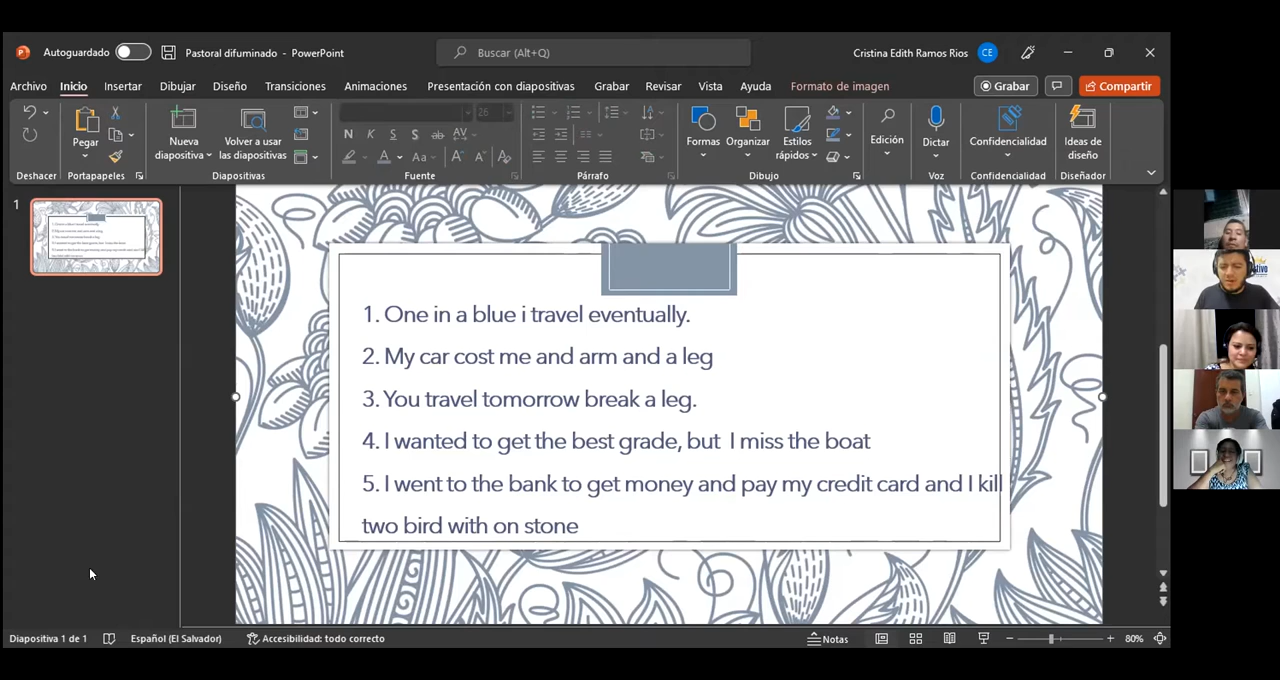 Autoguardado
Pastoral difuminado - PowerPoint
Buscar (Alt+Q)
Cristina Edith Ramos Rios
CE
Archivo Inicio Insertar Dibujar Diseño Transiciones Animaciones Presentación con diapositivas Grabar Revisar Vista Ayuda Formato de imagen
Grabar
Compartir
Pegar
Nueva diapositiva
Volver a usar las diapositivas
26
N K S S ab AV
A Aa A A
Formas Organizar Estilos rápidos
Edición
Dictar
Confidencialidad
Ideas de diseño
Deshacer Portapapeles Diapositivas Fuente Párrafo Dibujo Voz Confidencialidad Diseñador
1
1. One in a blue i travel eventually.
2. My car cost me and arm and a leg
3. You travel tomorrow break a leg.
4. I wanted to get the best grade, but I miss the boat
5. I went to the bank to get money and pay my credit card and I kill
two bird with on stone
Diapositiva 1 de 1
Español (El Salvador)
Accesibilidad: todo correcto
Notas
80%